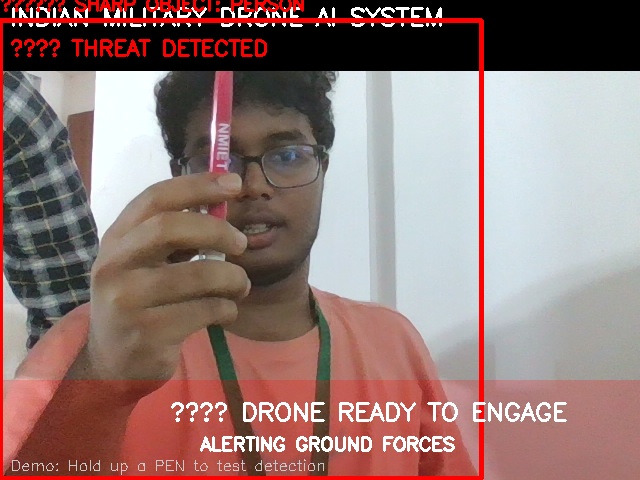 ?????? SHARP OBJECT: PERSON
INDIAN MILITARY DRONE AI SYSTEM
???? THREAT DETECTED
NMIET
???? DRONE READY TO ENGAGE
ALERTING GROUND FORCES
Demo: Hold up a PEN to test detection